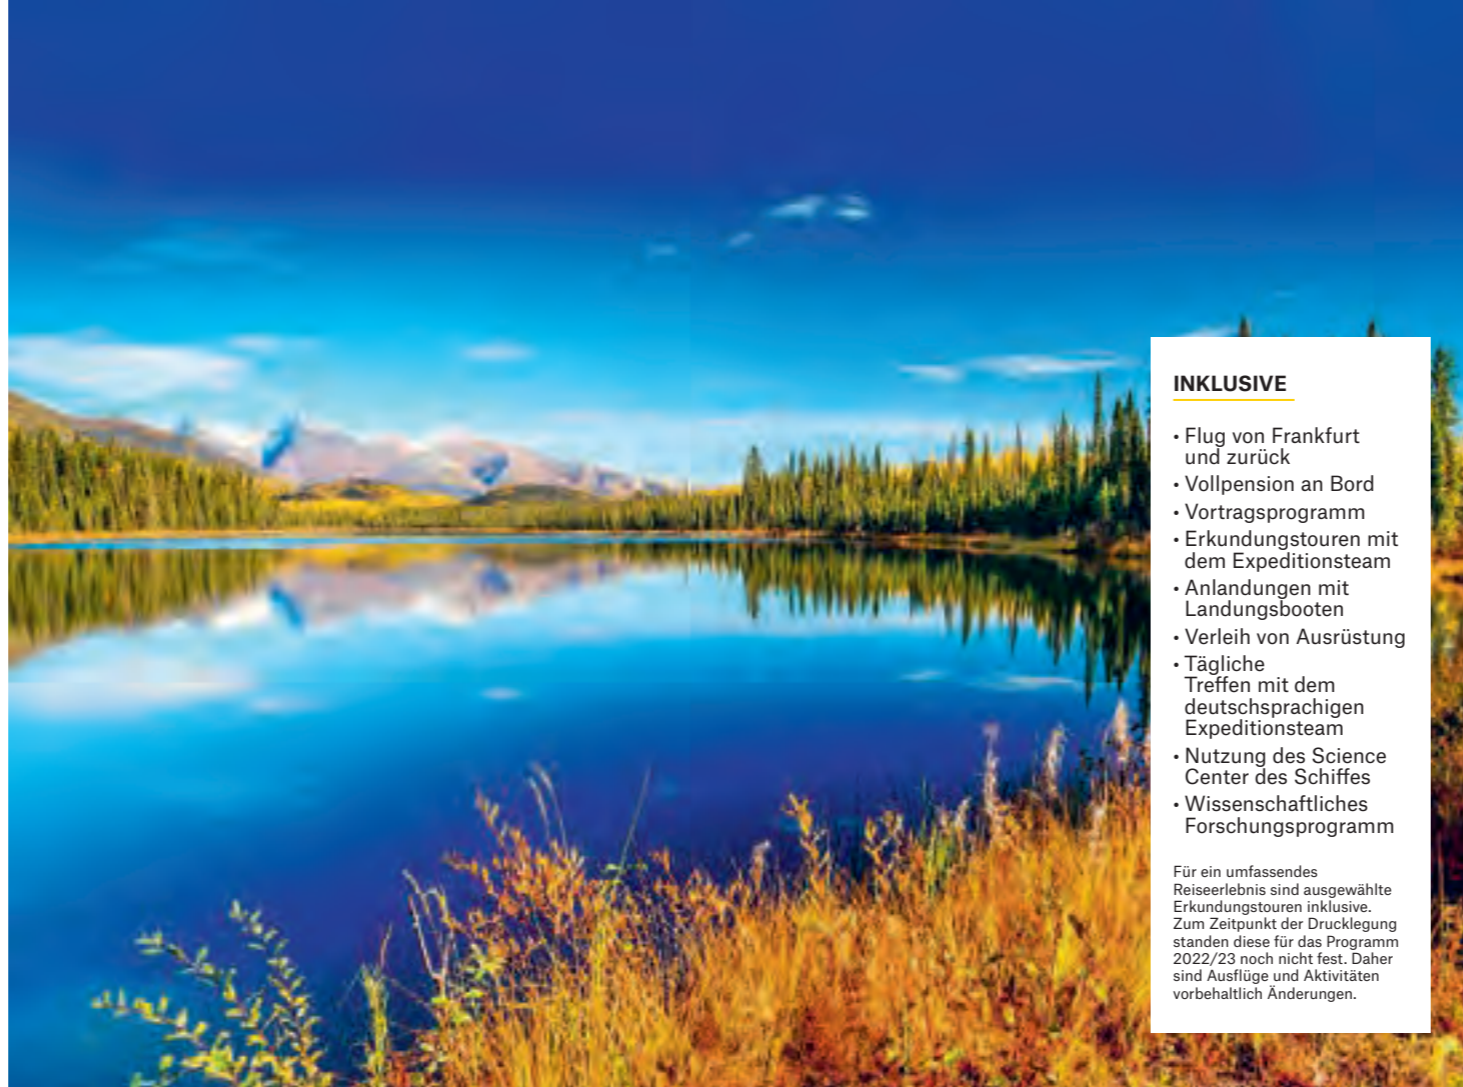 INKLUSIVE
• Flug von Frankfurt
und zurück
• Vollpension an Bord
• Vortragsprogramm
• Erkundungstouren mit
dem Expeditionsteam
• Anlandungen mit
Landungsbooten
• Verleih von Ausrüstung
• Tägliche
Treffen mit dem
deutschsprachigen
Expeditionsteam
• Nutzung des Science
Center des Schiffes
• Wissenschaftliches
Forschungsprogramm
Für ein umfassendes
Reiseerlebnis sind ausgewählte
Erkundungstouren inklusive.
Zum Zeitpunkt der Drucklegung
standen diese für das Programm
2022/23 noch nicht fest. Daher
sind Ausflüge und Aktivitäten
vorbehaltlich Änderungen.